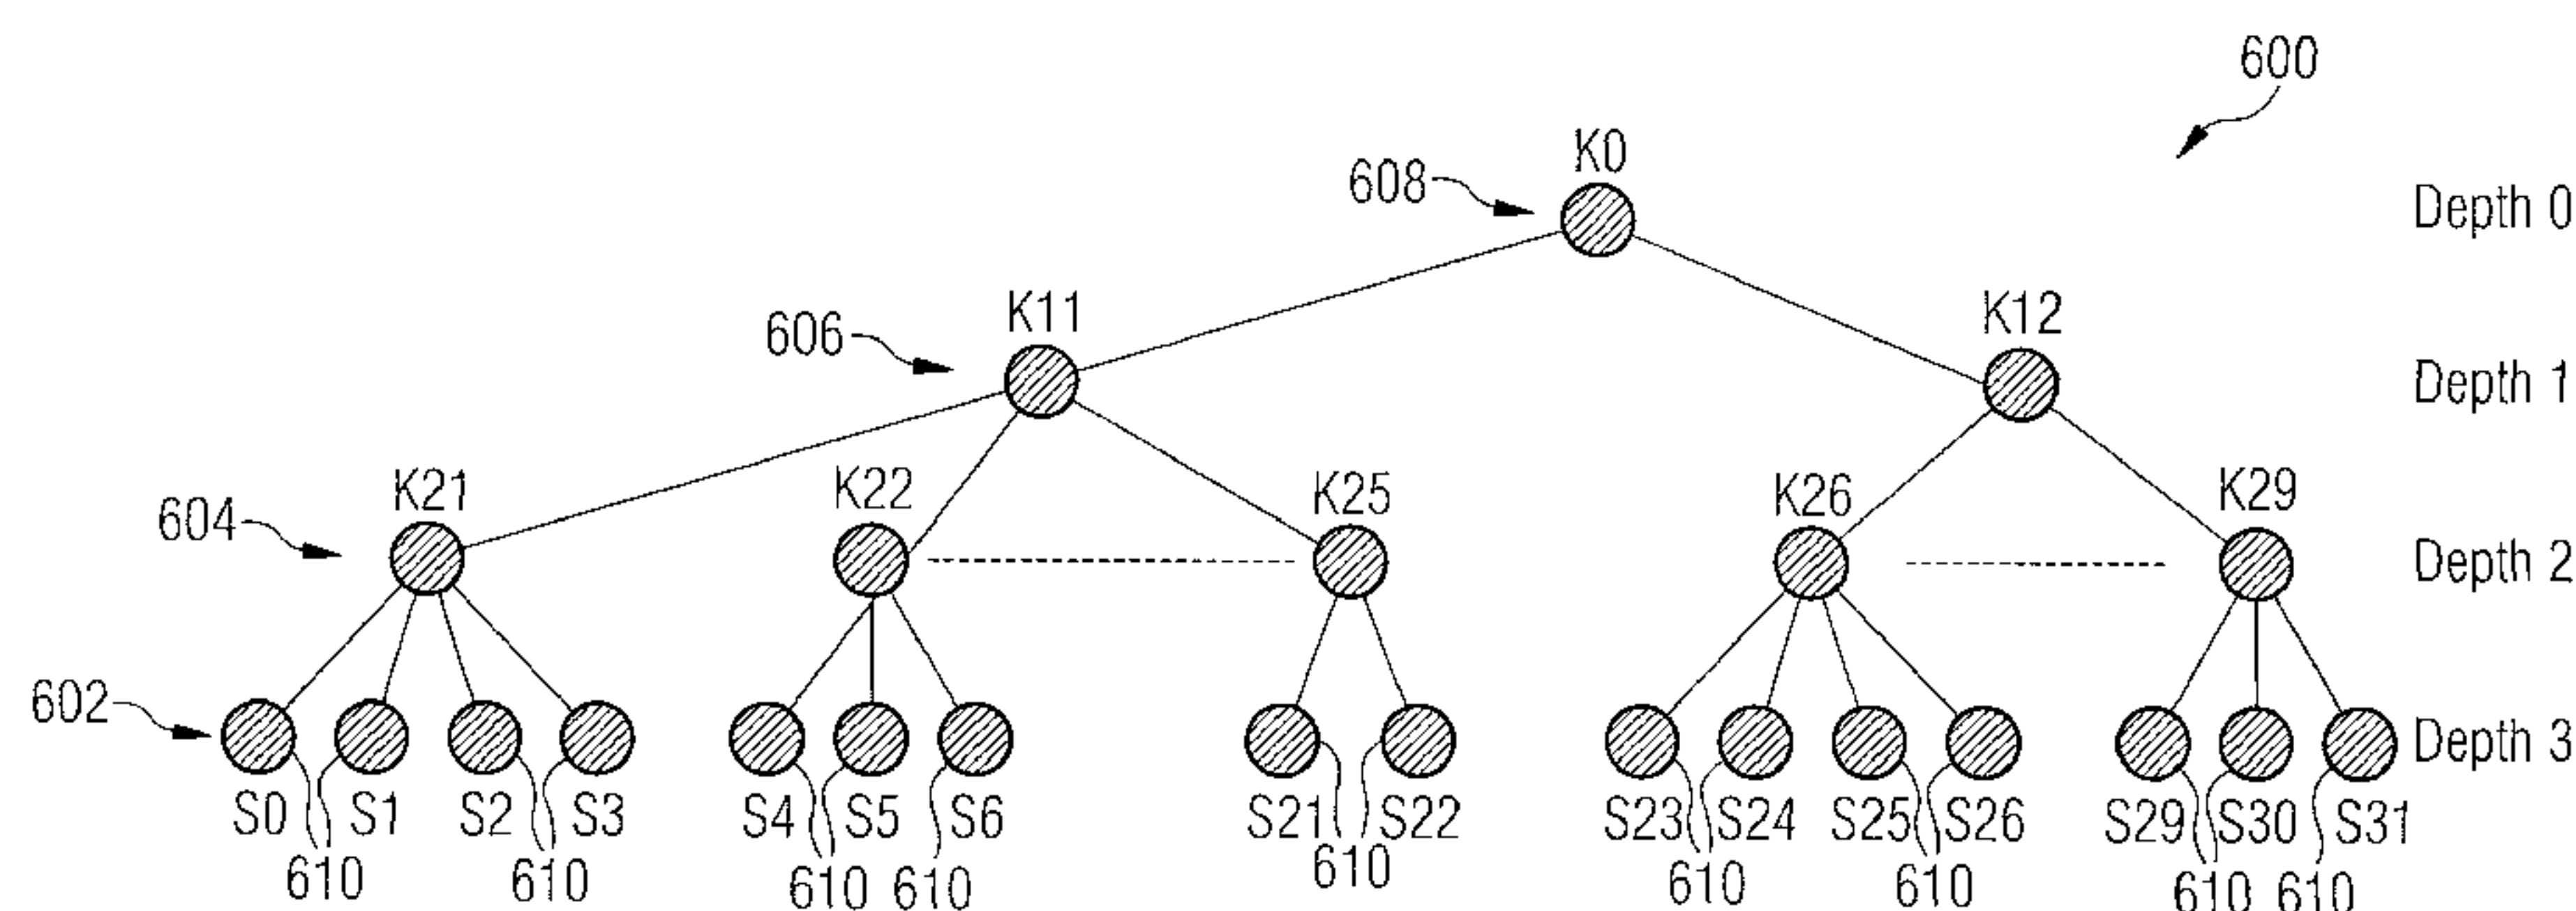 600
K0
608
Depth 0
K11
K12
606
Depth 1
K21
K22
K25
K26
K29
604
Depth 2
602
Depth 3
S0 S1 S2 S3 S4 S5 S6 S21 S22 S23 S24 S25 S26 S29 S30 S31
610 610 610 610 610 610 610 610 610